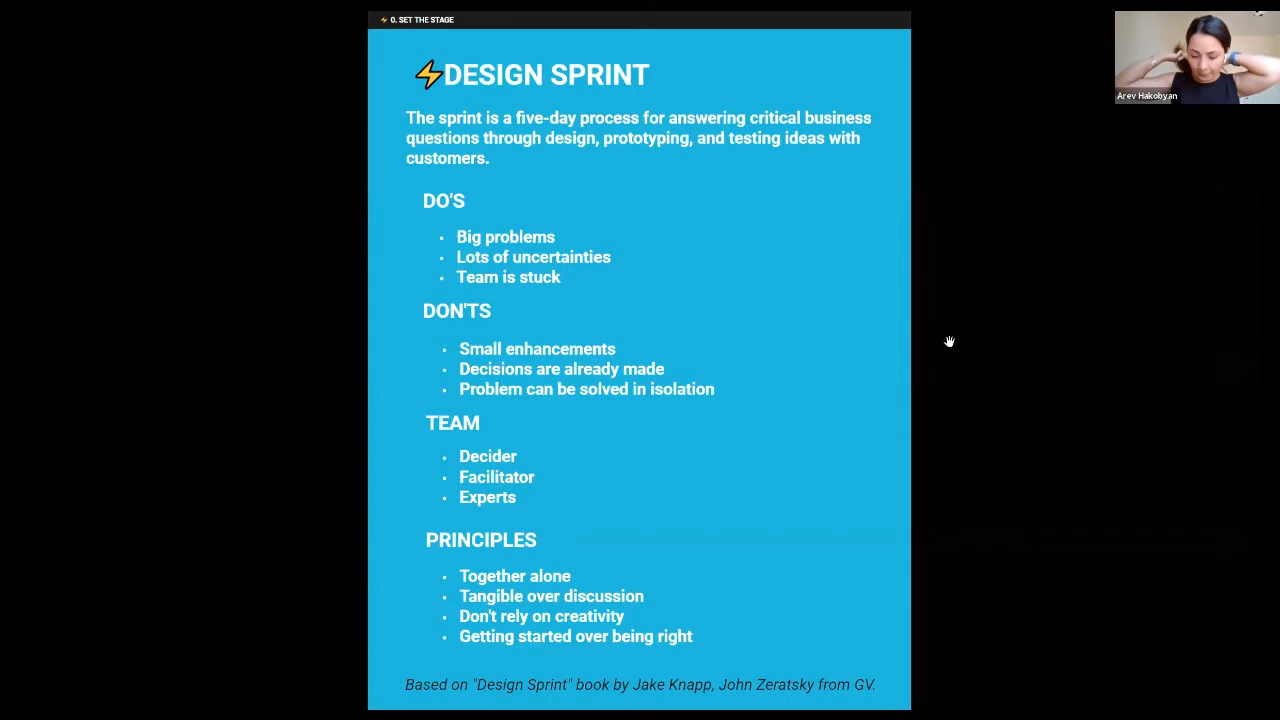 ⚡ 0. SET THE STAGE
⚡DESIGN SPRINT
The sprint is a five-day process for answering critical business
questions through design, prototyping, and testing ideas with
customers.
DO'S
• Big problems
• Lots of uncertainties
• Team is stuck
DON'TS
• Small enhancements
• Decisions are already made
• Problem can be solved in isolation
TEAM
• Decider
• Facilitator
• Experts
PRINCIPLES
• Together alone
• Tangible over discussion
• Don't rely on creativity
• Getting started over being right
Based on "Design Sprint" book by Jake Knapp, John Zeratsky from GV.
Arev Hakobyan